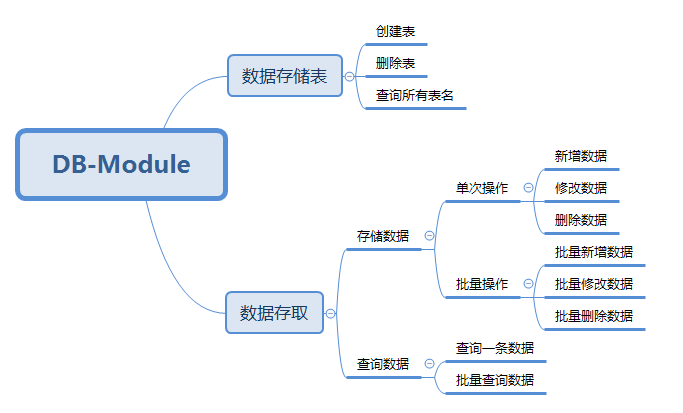 DB-Module
数据存储表
创建表
删除表
查询所有表名
数据存取
存储数据
单次操作
新增数据
修改数据
删除数据
批量操作
批量新增数据
批量修改数据
批量删除数据
查询数据
查询一条数据
批量查询数据